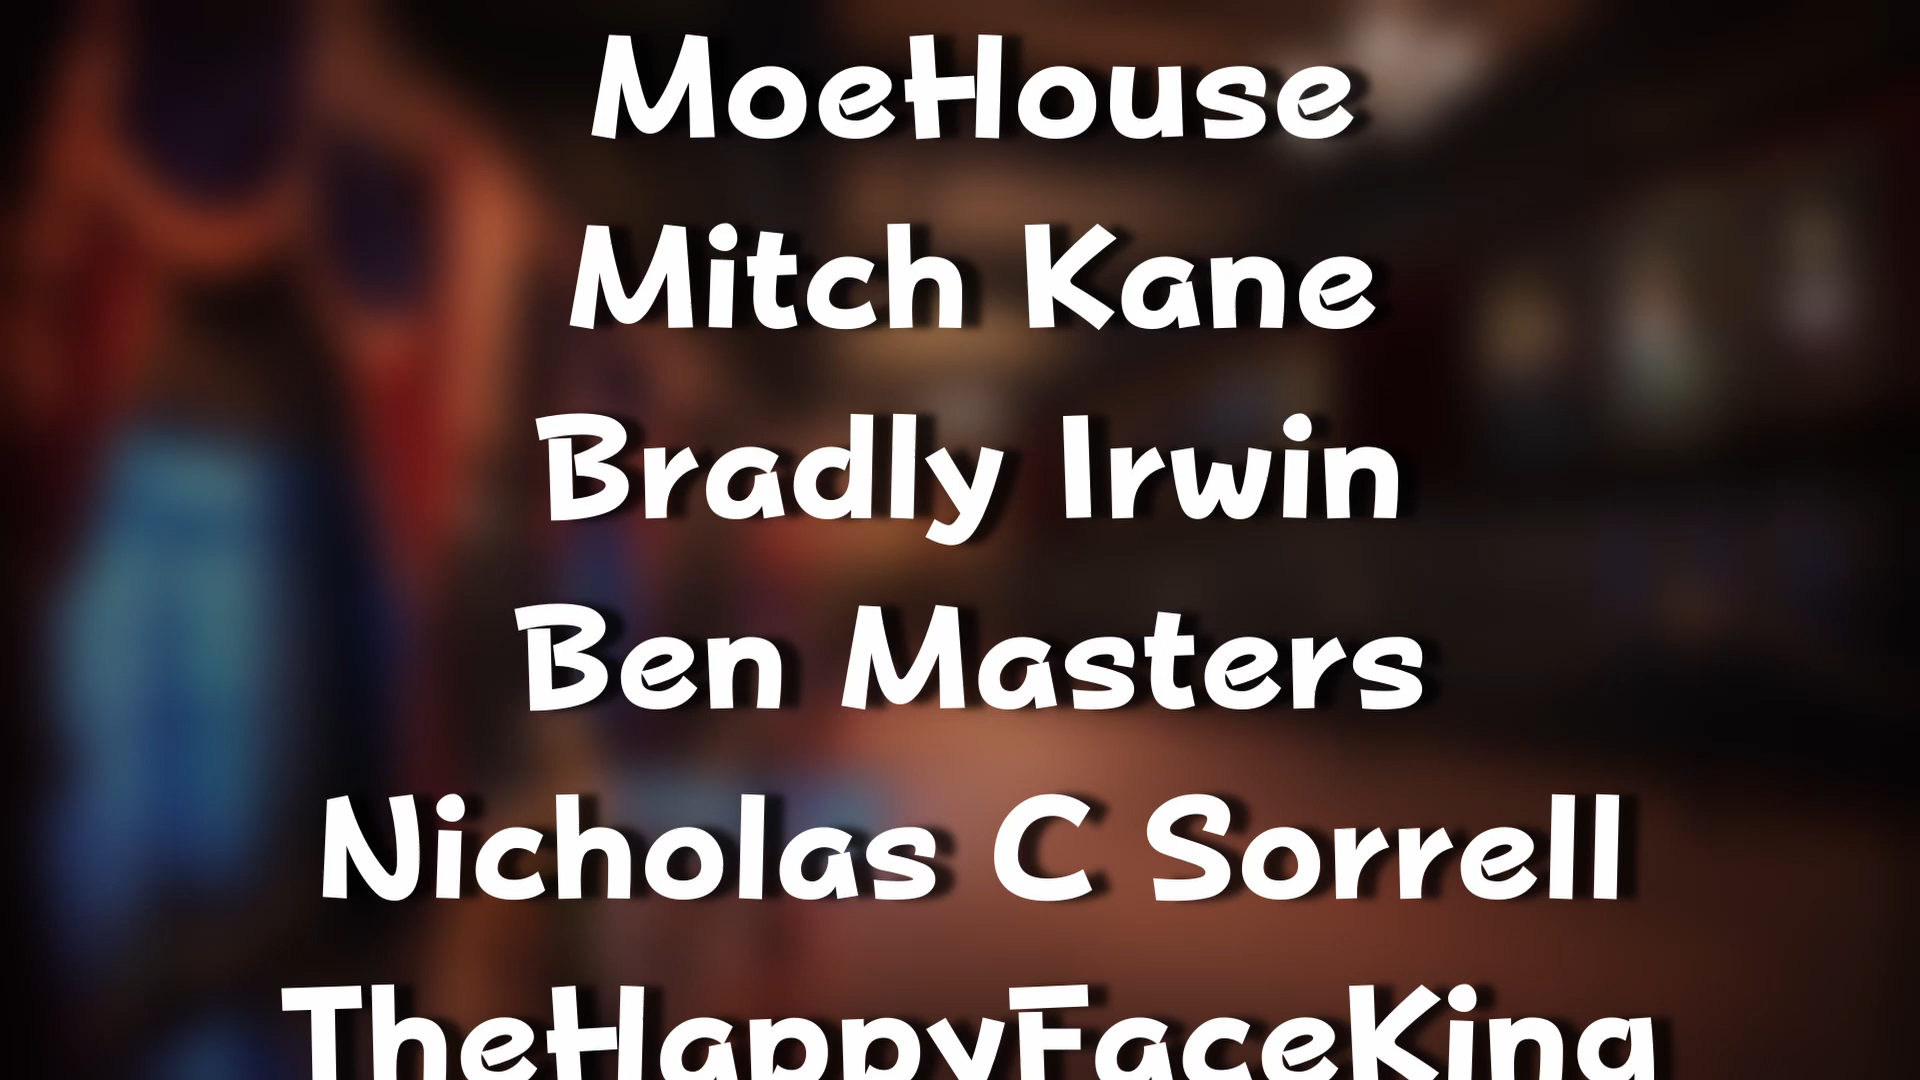 MoeHouse
Mitch Kane
Bradly Irwin
Ben Masters
Nicholas C Sorrell
TheHappyFaceKing